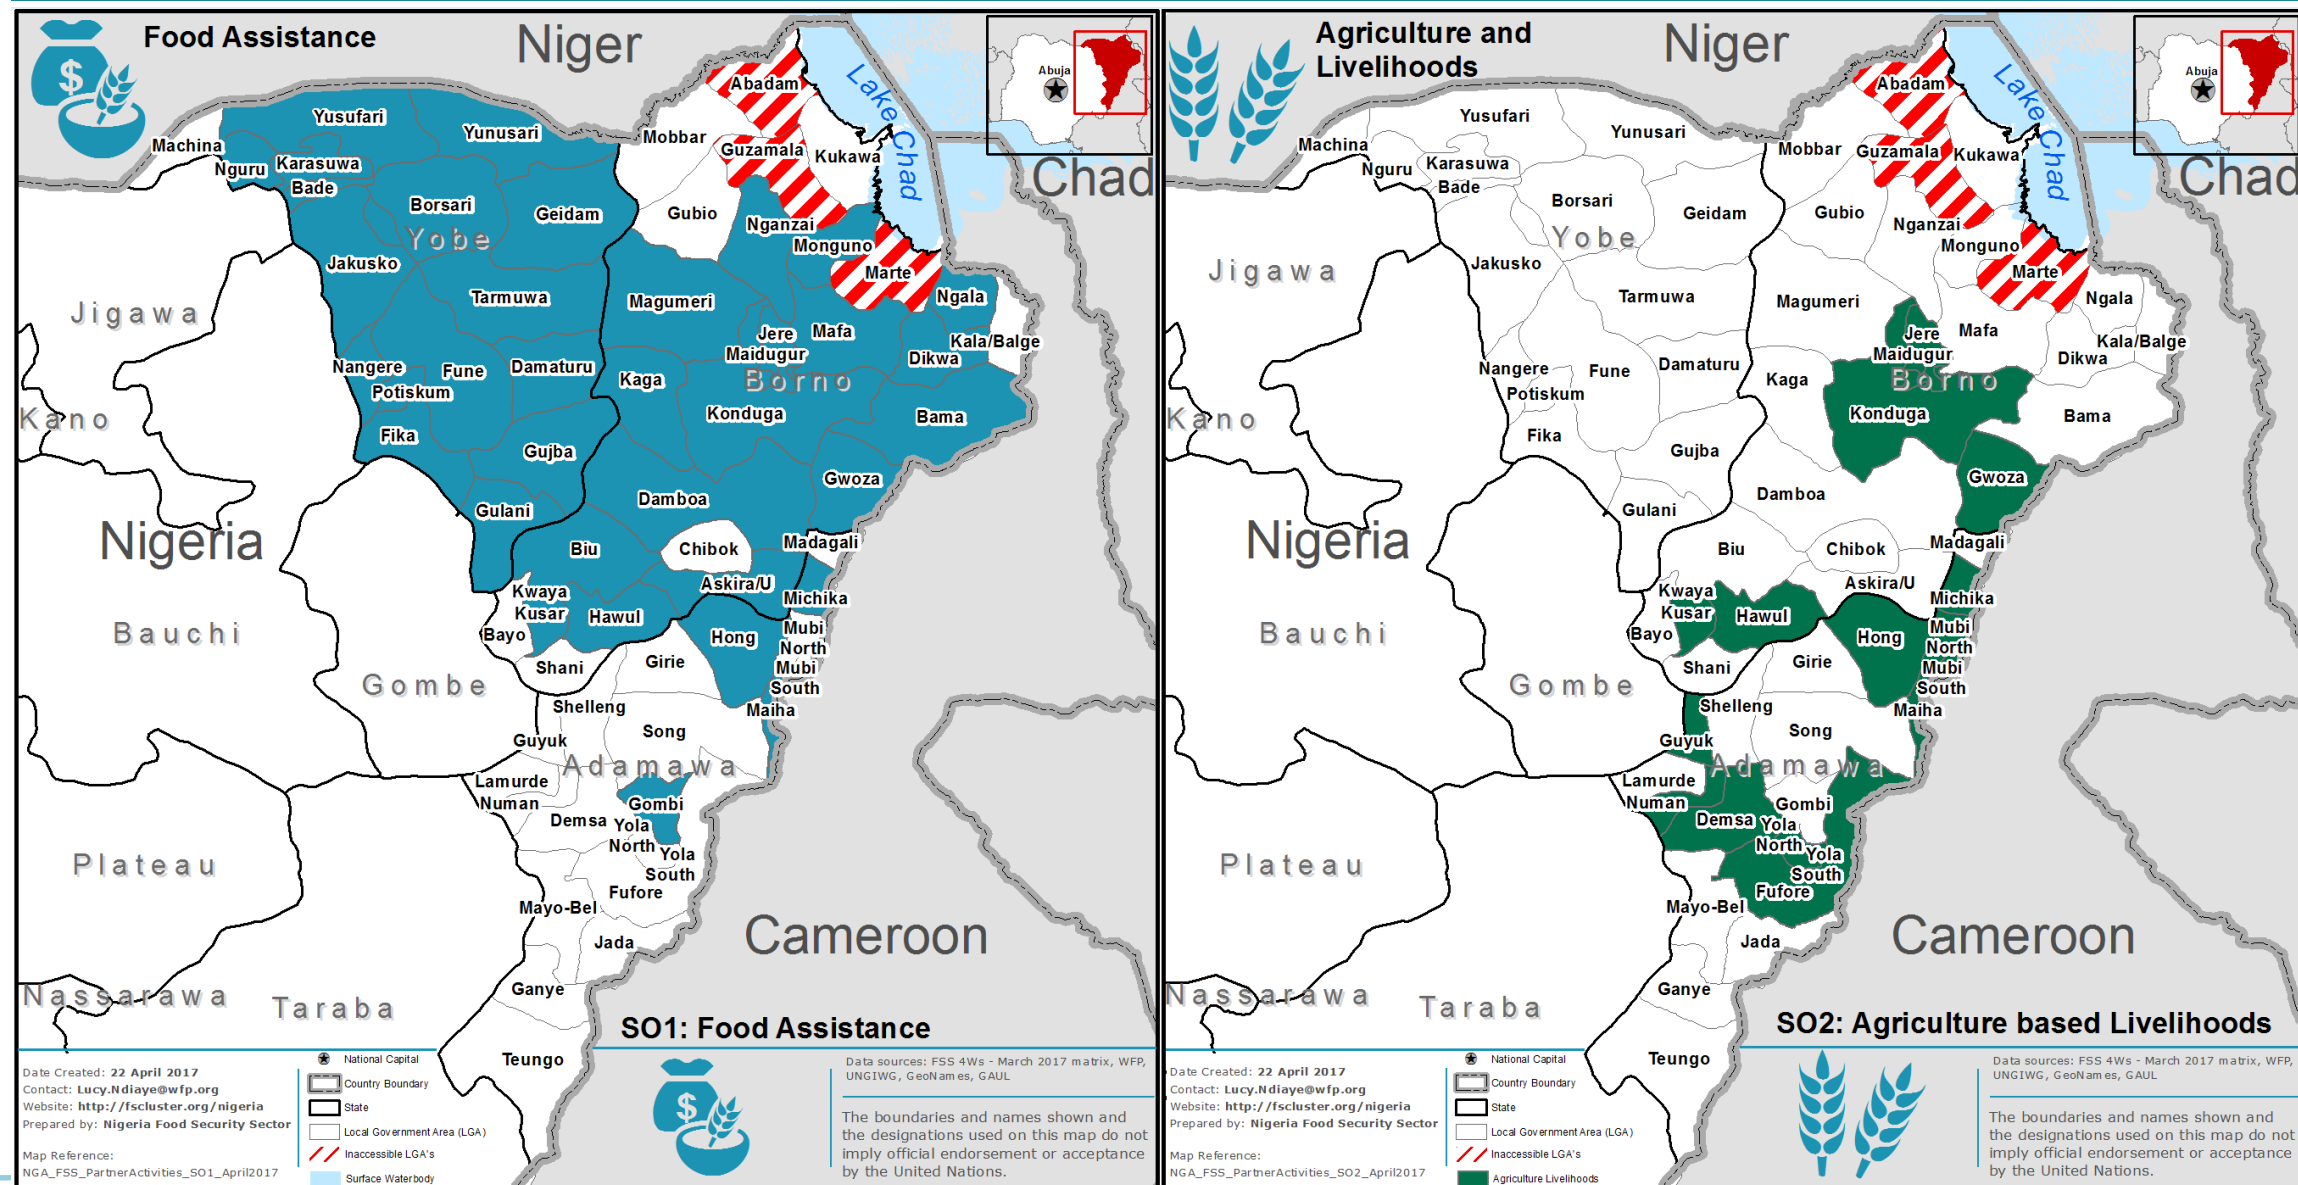 Food Assistance
Niger
Abuja
Lake Chad
Chad
Abadam
Mobbar
Guzamala
Kukawa
Yusufari
Yunusari
Machina
Nguru
Karasuwa
Bade
Borsari
Geidam
Yobe
Gubio
Nganzai
Monguno
Marte
Jakusko
Jigawa
Tarmuwa
Magumeri
Ngala
Jere
Mafa
Maidugur
Kala/Balge
Dikwa
Nangere
Fune
Damaturu
Potiskum
Kaga
Borno
Konduga
Bama
Kano
Fika
Gujba
Gwoza
Damboa
Gulani
Nigeria
Biu
Chibok
Madagali
Askira/U
Michika
Kwaya
Kusar
Hawul
Bayo
Hong
Mubi
North
Mubi
South
Bauchi
Shani
Girie
Gombe
Shelleng
Maiha
Song
Guyuk
Adamawa
Lamurde
Numan
Gombi
Demsa
Yola
North
Yola
South
Fufore
Plateau
Mayo-Bel
Cameroon
Jada
Ganye
Nassarawa
Taraba
Teungo
SO1: Food Assistance
Date Created: 22 April 2017
Contact: Lucy.Ndiaye@wfp.org
Website: http://fscluster.org/nigeria
Prepared by: Nigeria Food Security Sector
Map Reference:
NGA_FSS_PartnerActivities_SO1_April2017
National Capital
Country Boundary
State
Local Government Area (LGA)
Inaccessible LGA's
Surface Waterbody
Data sources: FSS 4Ws - March 2017 matrix, WFP,
UNGIWG, GeoNames, GAUL
The boundaries and names shown and
the designations used on this map do not
imply official endorsement or acceptance
by the United Nations.
Agriculture and
Livelihoods
Niger
Abuja
Lake Chad
Chad
Abadam
Mobbar
Guzamala
Kukawa
Yusufari
Yunusari
Machina
Nguru
Karasuwa
Bade
Borsari
Geidam
Yobe
Gubio
Nganzai
Monguno
Marte
Jakusko
Jigawa
Tarmuwa
Magumeri
Ngala
Jere
Mafa
Maidugur
Kala/Balge
Dikwa
Nangere
Fune
Damaturu
Potiskum
Kaga
Borno
Konduga
Bama
Kano
Fika
Gujba
Gwoza
Damboa
Gulani
Nigeria
Biu
Chibok
Madagali
Askira/U
Michika
Kwaya
Kusar
Hawul
Bayo
Hong
Mubi
North
Mubi
South
Bauchi
Shani
Girie
Gombe
Shelleng
Maiha
Song
Guyuk
Adamawa
Lamurde
Numan
Gombi
Demsa
Yola
North
Yola
South
Fufore
Plateau
Mayo-Bel
Cameroon
Jada
Ganye
Nassarawa
Taraba
Teungo
SO2: Agriculture based Livelihoods
Date Created: 22 April 2017
Contact: Lucy.Ndiaye@wfp.org
Website: http://fscluster.org/nigeria
Prepared by: Nigeria Food Security Sector
Map Reference:
NGA_FSS_PartnerActivities_SO2_April2017
National Capital
Country Boundary
State
Local Government Area (LGA)
Inaccessible LGA's
Agriculture Livelihoods
Data sources: FSS 4Ws - March 2017 matrix, WFP,
UNGIWG, GeoNames, GAUL
The boundaries and names shown and
the designations used on this map do not
imply official endorsement or acceptance
by the United Nations.